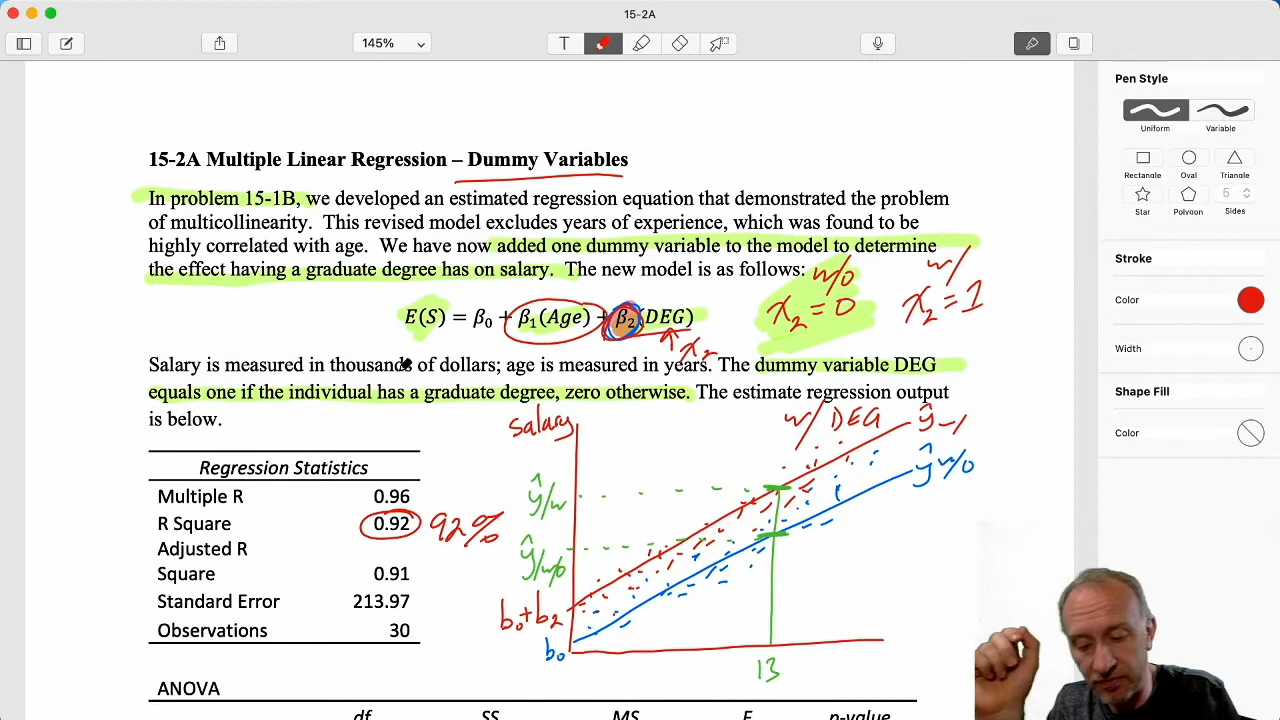 15-2A
145%
T
Pen Style
Uniform Variable
Rectangle Oval Triangle
5
Star Polygon Sides
Stroke
Color
Width
Shape Fill
Color
15-2A Multiple Linear Regression – Dummy Variables
In problem 15-1B, we developed an estimated regression equation that demonstrated the problem
of multicollinearity. This revised model excludes years of experience, which was found to be
highly correlated with age. We have now added one dummy variable to the model to determine
the effect having a graduate degree has on salary. The new model is as follows:
w/o w/
x₂ = 0 x₂ = 1
E(S) = β₀ + β₁(Age) + β₂(DEG)
x₂
Salary is measured in thousands of dollars; age is measured in years. The dummy variable DEG
equals one if the individual has a graduate degree, zero otherwise. The estimate regression output
is below.
Regression Statistics
Multiple R 0.96
R Square 0.92 92%
Adjusted R
Square 0.91
Standard Error 213.97
Observations 30
salary
w/ DEG
ŷ w/
ŷ w/o
ŷ/w
ŷ/w/o
b₀+b₂
b₀
13
ANOVA
df SS MS F p-value